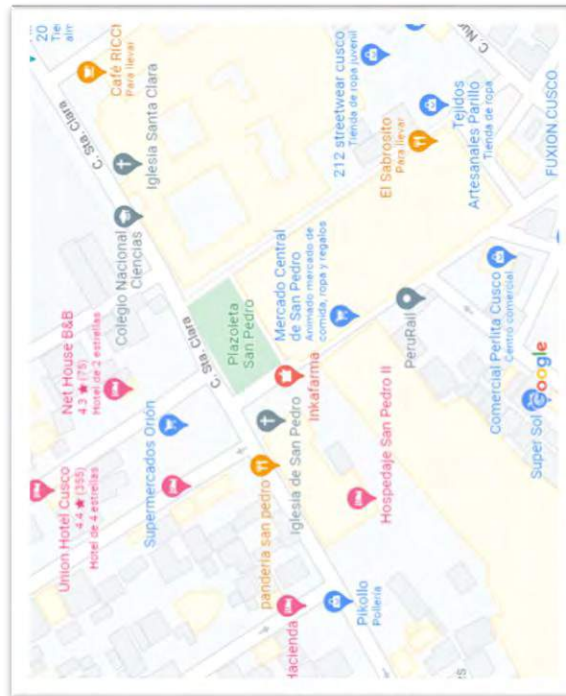 Union Hotel Cusco
4.4 ★ (355)
Hotel de 4 estrellas
Net House B&B
4.3 ★ (75)
Hotel de 2 estrellas
20
C. Sta. Clara
Café RICCH
Para llevar
Supermercados Orión
Colegio Nacional
Ciencias
Iglesia Santa Clara
C. Sta. Clara
Plazoleta
San Pedro
pandería san pedro
Iglesia de San Pedro
Inkafarma
Mercado Central
de San Pedro
Animado mercado de
comida, ropa y regalos
212 streetwear cusco
Tienda de ropa juvenil
Hacienda
Hospedaje San Pedro II
El Sabrosito
Para llevar
Pikollo
Pollería
PeruRail
Tejidos
Artesanales Parillo
Tienda de ropa
Comercial Perlita Cusco
Centro comercial
Super Sol
Google
FUXION CUSCO